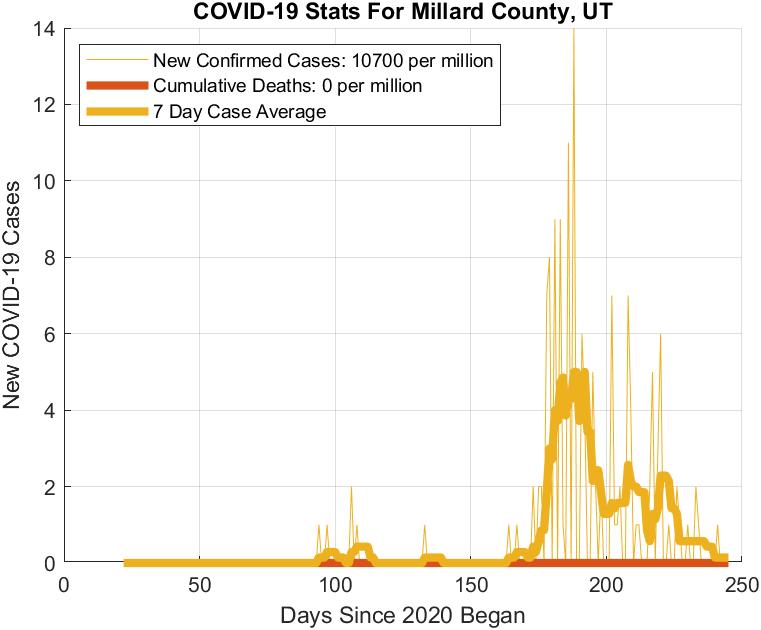 COVID-19 Stats For Millard County, UT
New Confirmed Cases: 10700 per million
Cumulative Deaths: 0 per million
7 Day Case Average
New COVID-19 Cases
14
12
10
8
6
4
2
0
0 50 100 150 200 250
Days Since 2020 Began